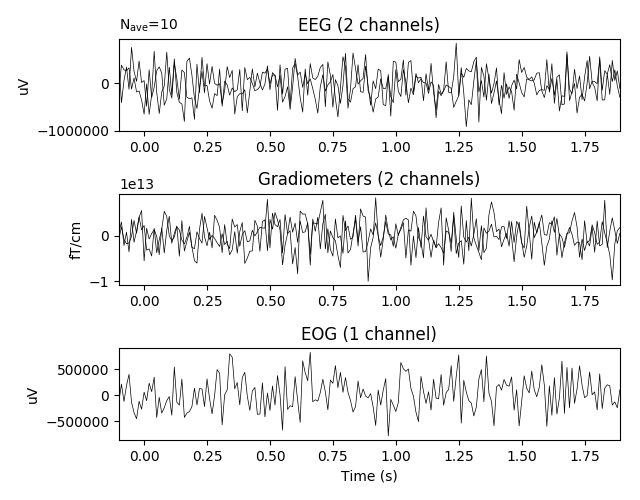 N_ave=10
EEG (2 channels)
uV
0
−1000000
0.00 0.25 0.50 0.75 1.00 1.25 1.50 1.75
1e13
Gradiometers (2 channels)
fT/cm
0
−1
0.00 0.25 0.50 0.75 1.00 1.25 1.50 1.75
EOG (1 channel)
uV
500000
0
−500000
0.00 0.25 0.50 0.75 1.00 1.25 1.50 1.75
Time (s)